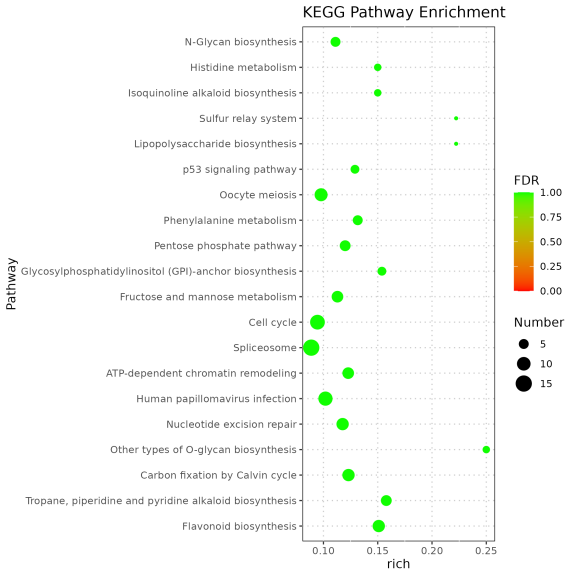 KEGG Pathway Enrichment
Pathway
N-Glycan biosynthesis
Histidine metabolism
Isoquinoline alkaloid biosynthesis
Sulfur relay system
Lipopolysaccharide biosynthesis
p53 signaling pathway
Oocyte meiosis
Phenylalanine metabolism
Pentose phosphate pathway
Glycosylphosphatidylinositol (GPI)-anchor biosynthesis
Fructose and mannose metabolism
Cell cycle
Spliceosome
ATP-dependent chromatin remodeling
Human papillomavirus infection
Nucleotide excision repair
Other types of O-glycan biosynthesis
Carbon fixation by Calvin cycle
Tropane, piperidine and pyridine alkaloid biosynthesis
Flavonoid biosynthesis
0.10 0.15 0.20 0.25
rich
FDR
1.00
0.75
0.50
0.25
0.00
Number
5
10
15